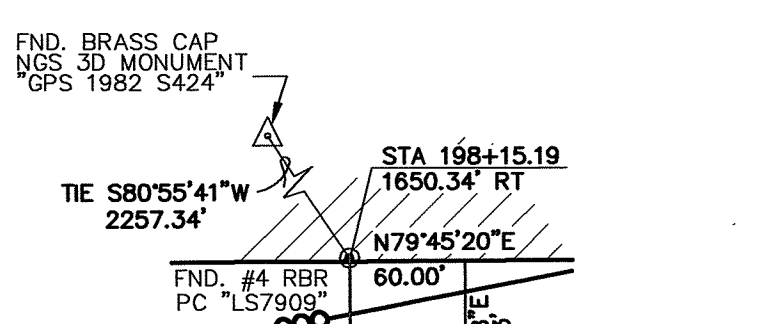 FND. BRASS CAP
NGS 3D MONUMENT
"GPS 1982 S424"
STA 198+15.19
1650.34' RT
TIE S80°55'41"W
2257.34'
N79°45'20"E
60.00'
FND. #4 RBR
PC "LS7909"